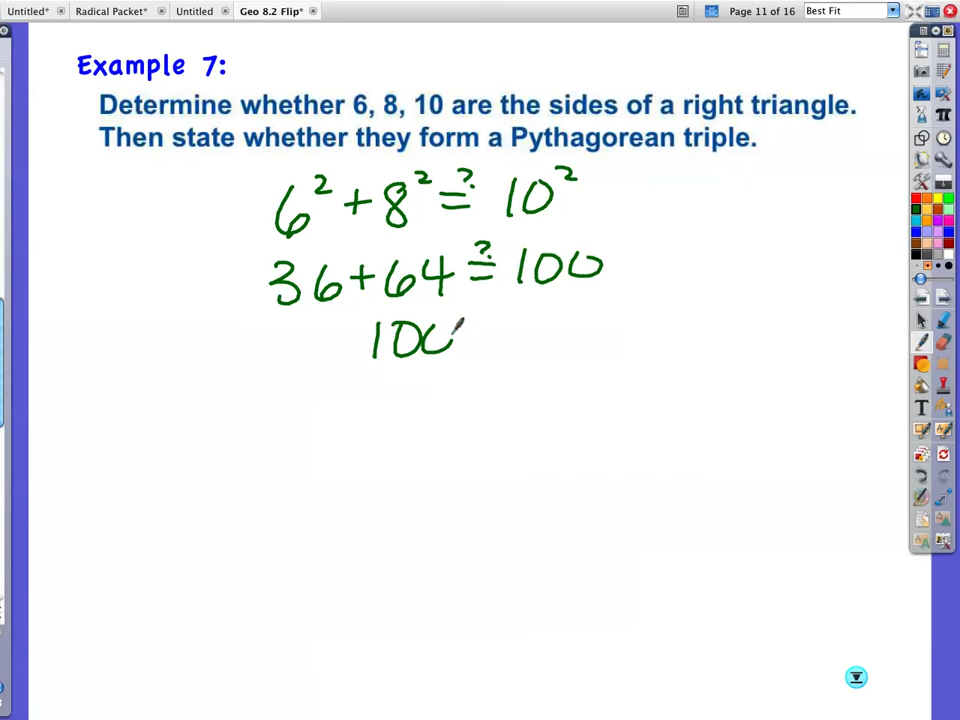 Untitled* Radical Packet* Untitled Geo 8.2 Flip* Page 11 of 16 Best Fit
Example 7:
Determine whether 6, 8, 10 are the sides of a right triangle.
Then state whether they form a Pythagorean triple.
6² + 8² ≟ 10²
36 + 64 ≟ 100
100